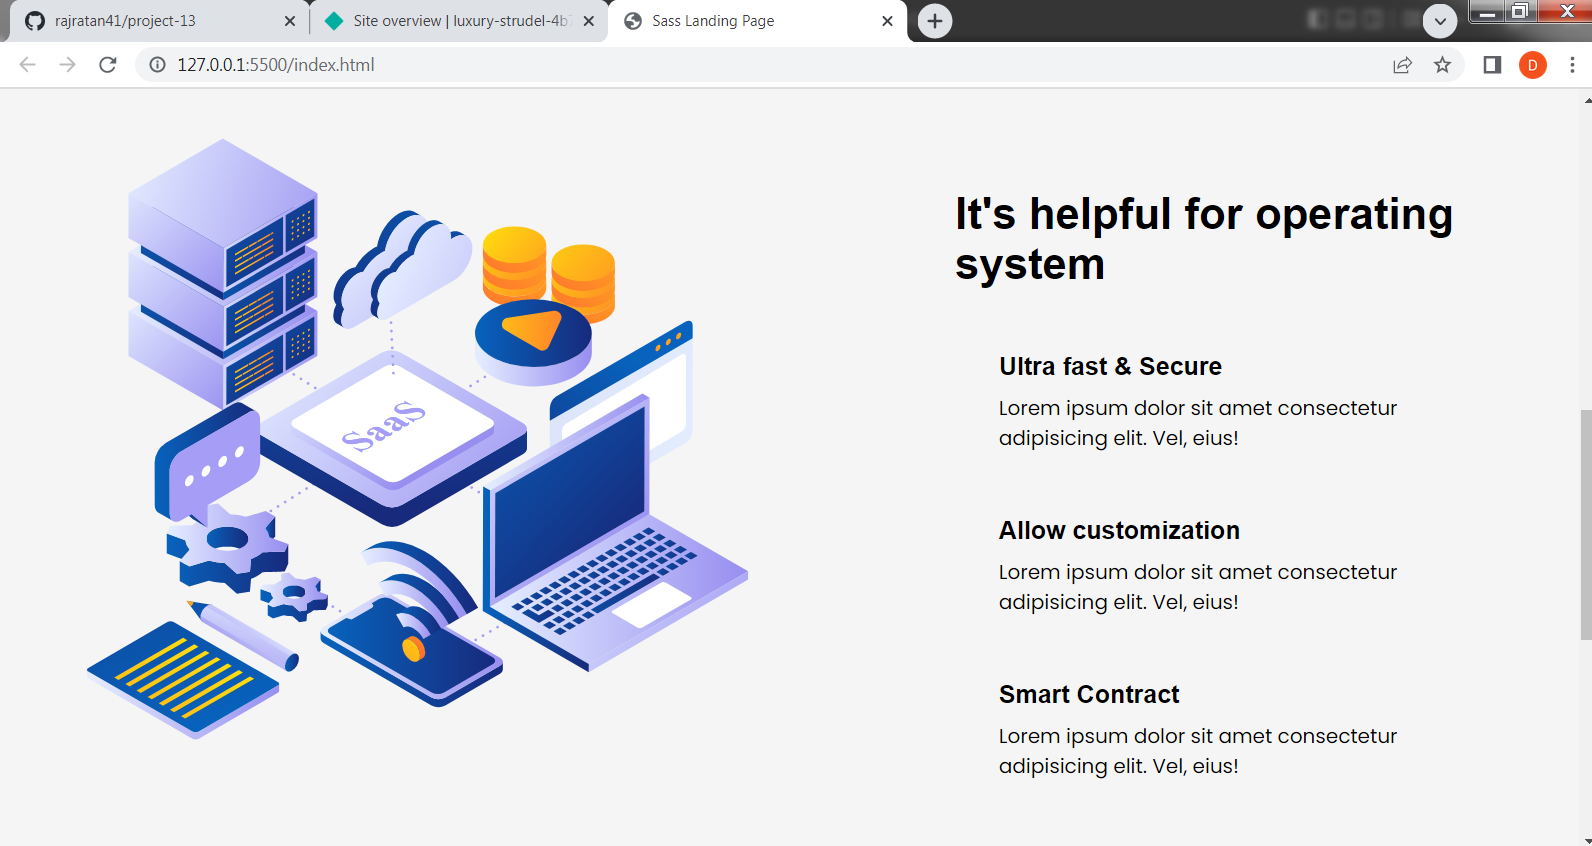 rajratan41/project-13
Site overview | luxury-strudel-4b
Sass Landing Page
127.0.0.1:5500/index.html
D
It's helpful for operating
system
SaaS
Ultra fast & Secure
Lorem ipsum dolor sit amet consectetur
adipisicing elit. Vel, eius!
Allow customization
Lorem ipsum dolor sit amet consectetur
adipisicing elit. Vel, eius!
Smart Contract
Lorem ipsum dolor sit amet consectetur
adipisicing elit. Vel, eius!